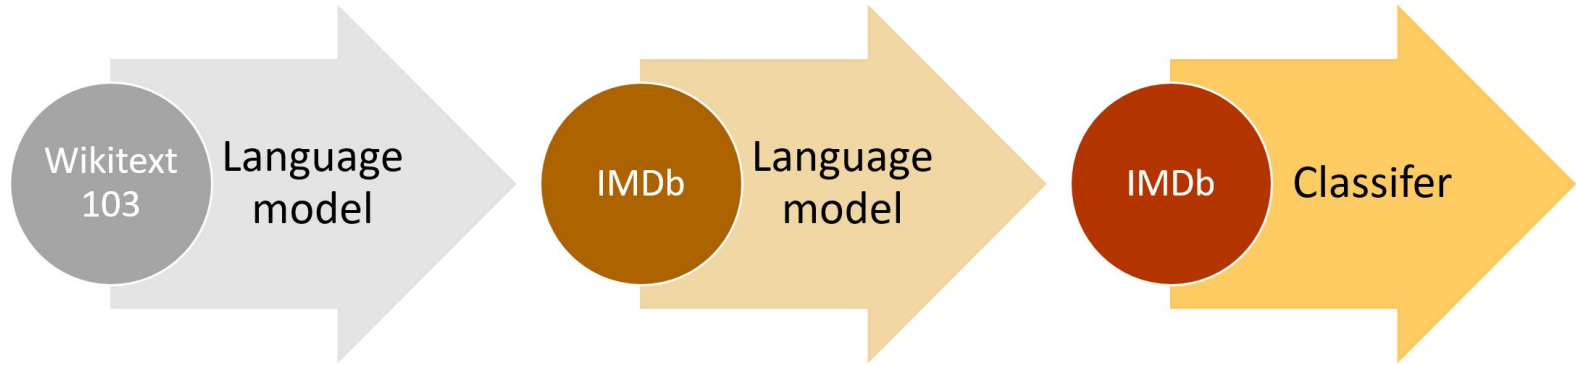 Wikitext
103
Language
model
IMDb
Language
model
IMDb
Classifer